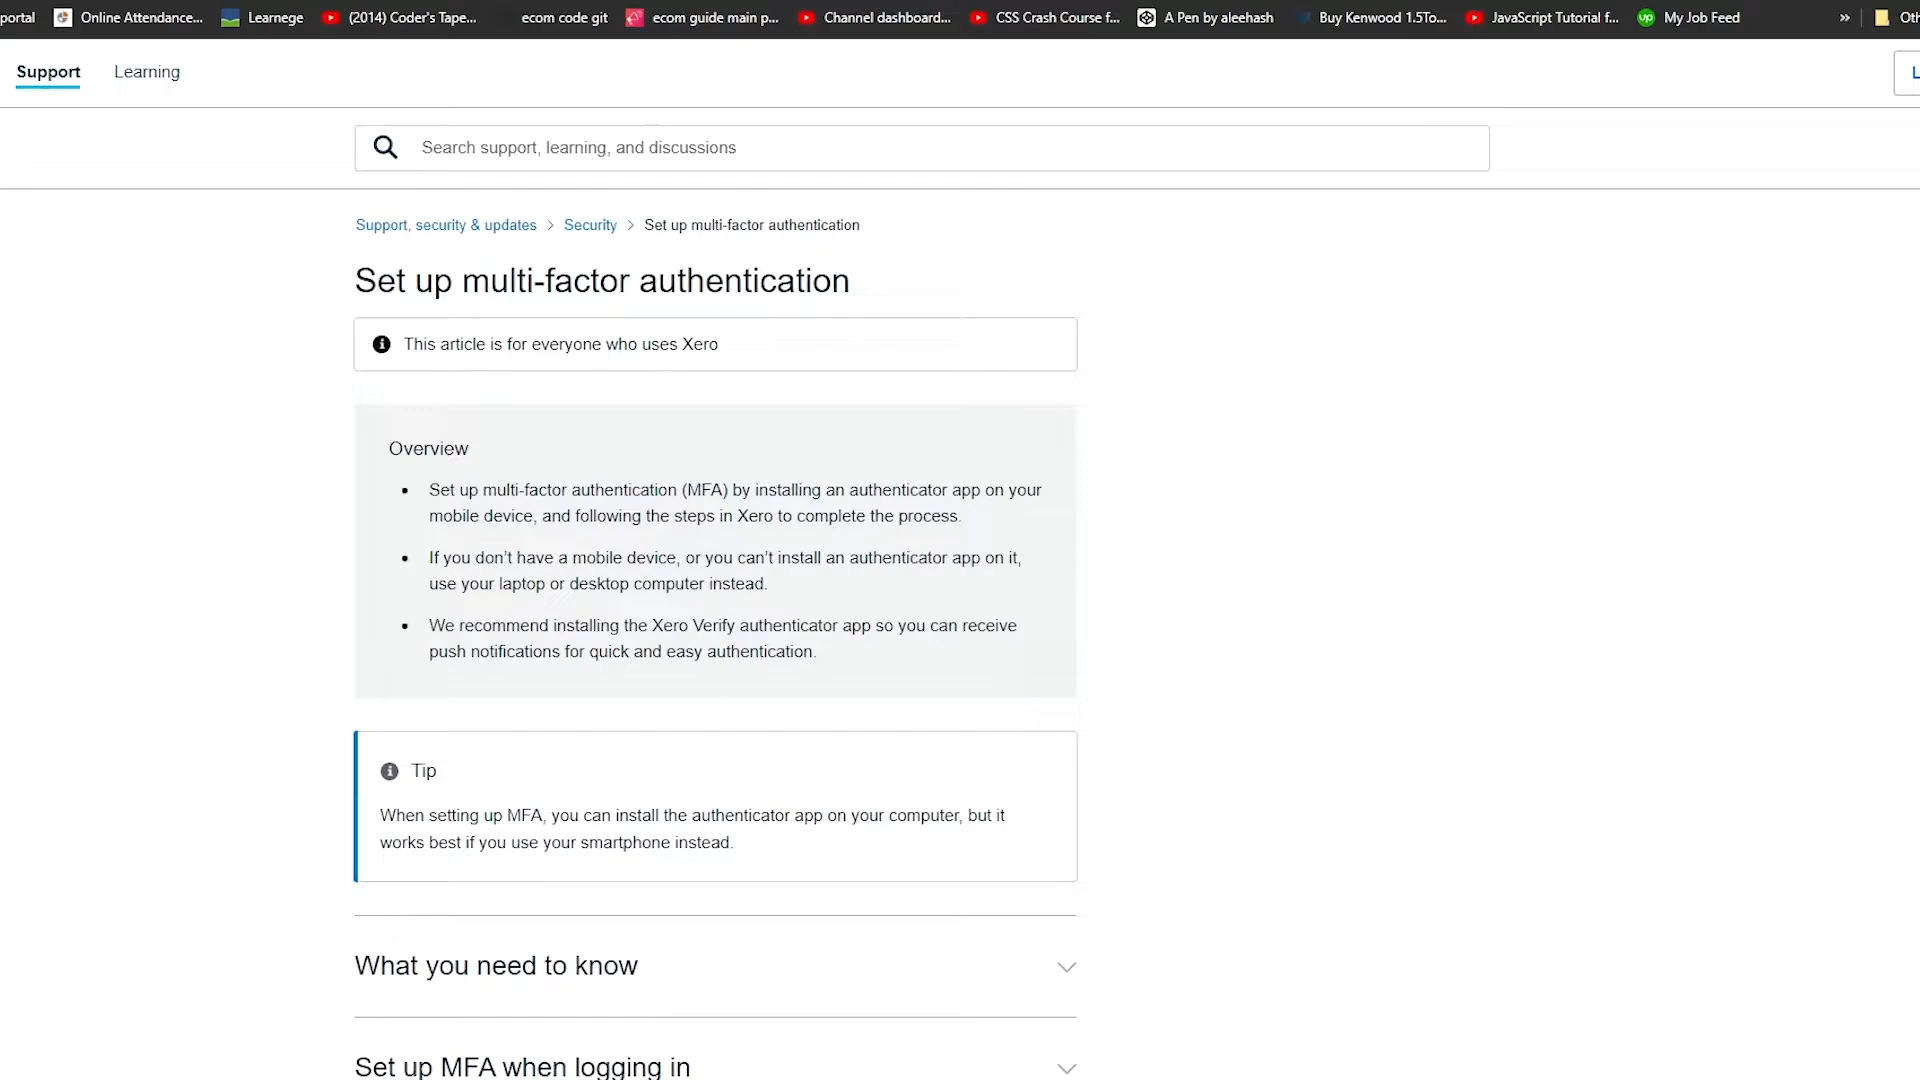 portal Online Attendance... Learnege (2014) Coder's Tape... ecom code git ecom guide main p... Channel dashboard... CSS Crash Course f... A Pen by aleehash Buy Kenwood 1.5To... JavaScript Tutorial f... up My Job Feed » Oth
Support Learning
Search support, learning, and discussions
Support, security & updates > Security > Set up multi-factor authentication
Set up multi-factor authentication
This article is for everyone who uses Xero
Overview
• Set up multi-factor authentication (MFA) by installing an authenticator app on your
mobile device, and following the steps in Xero to complete the process.
• If you don’t have a mobile device, or you can’t install an authenticator app on it,
use your laptop or desktop computer instead.
• We recommend installing the Xero Verify authenticator app so you can receive
push notifications for quick and easy authentication.
Tip
When setting up MFA, you can install the authenticator app on your computer, but it
works best if you use your smartphone instead.
What you need to know
Set up MFA when logging in